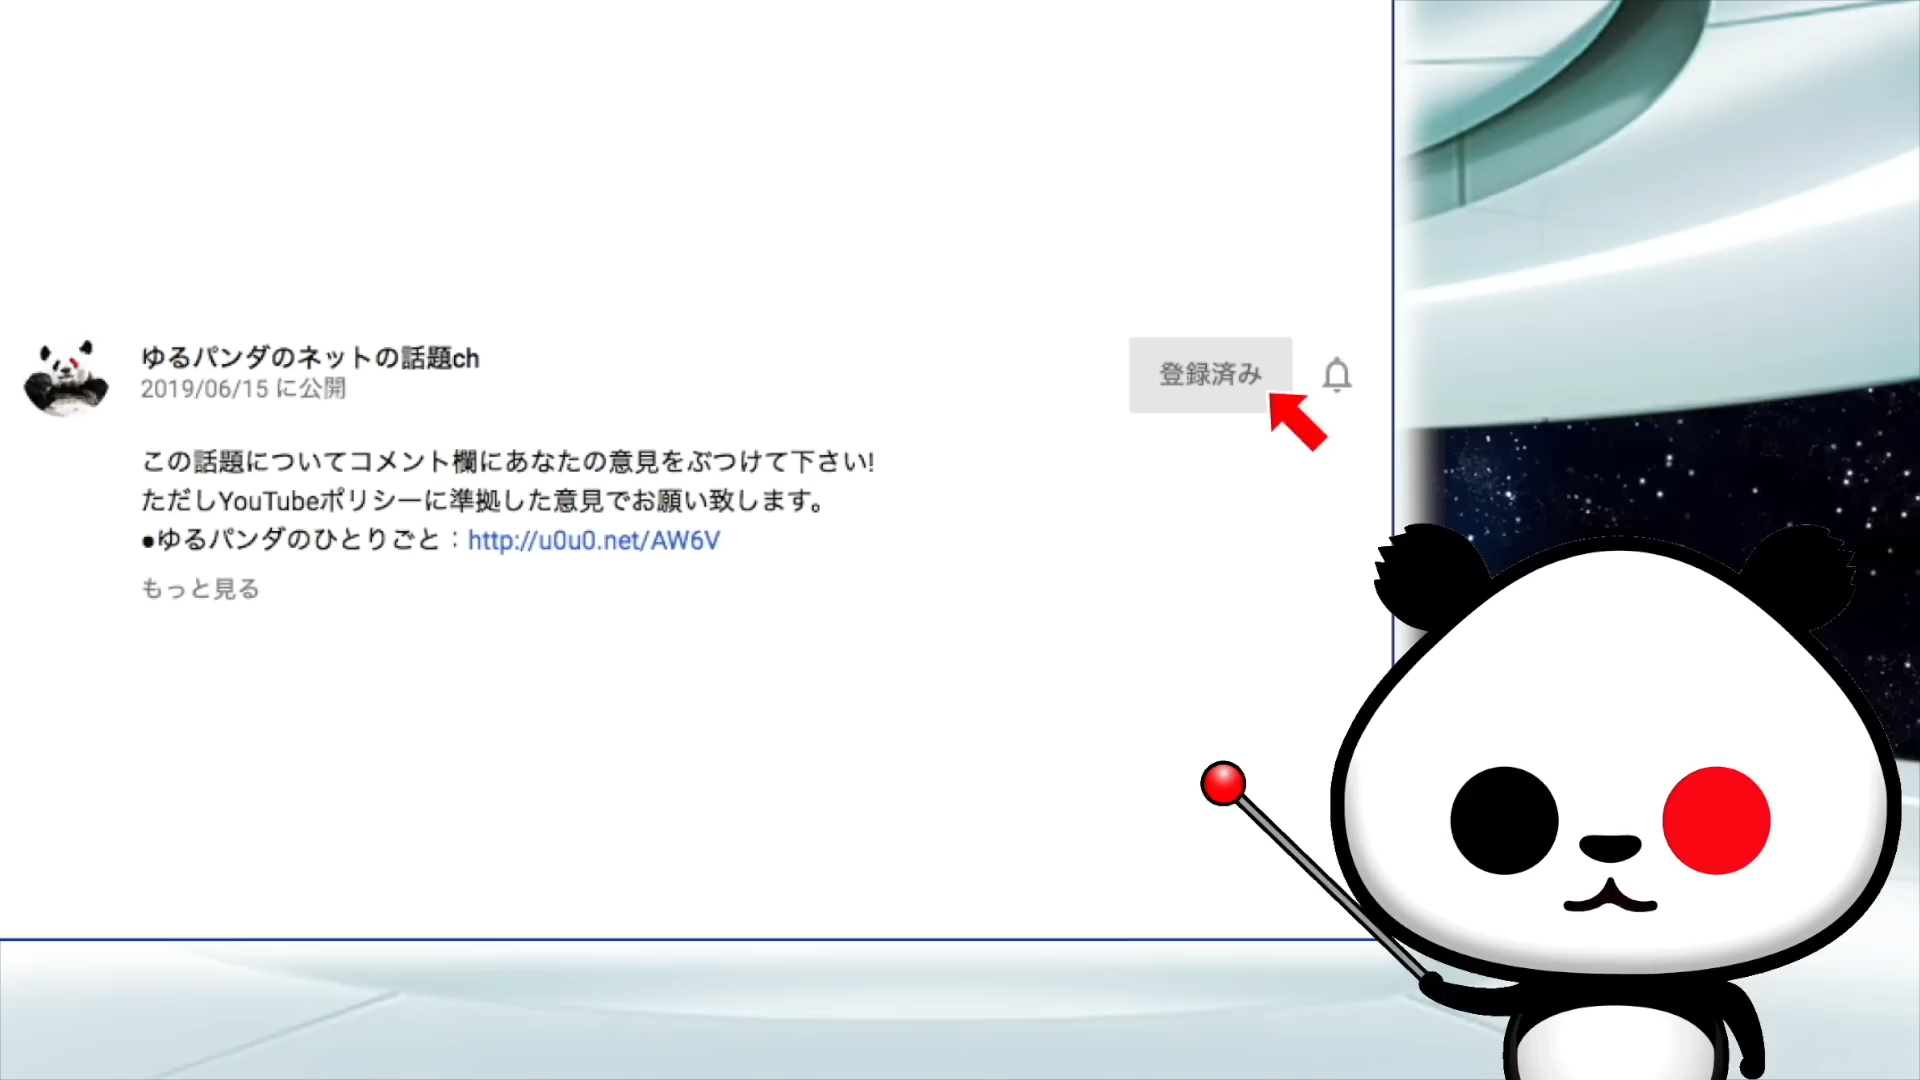 ゆるパンダのネットの話題ch
2019/06/15 に公開
登録済み
この話題についてコメント欄にあなたの意見をぶつけて下さい!
ただしYouTubeポリシーに準拠した意見でお願い致します。
●ゆるパンダのひとりごと：http://u0u0.net/AW6V
もっと見る